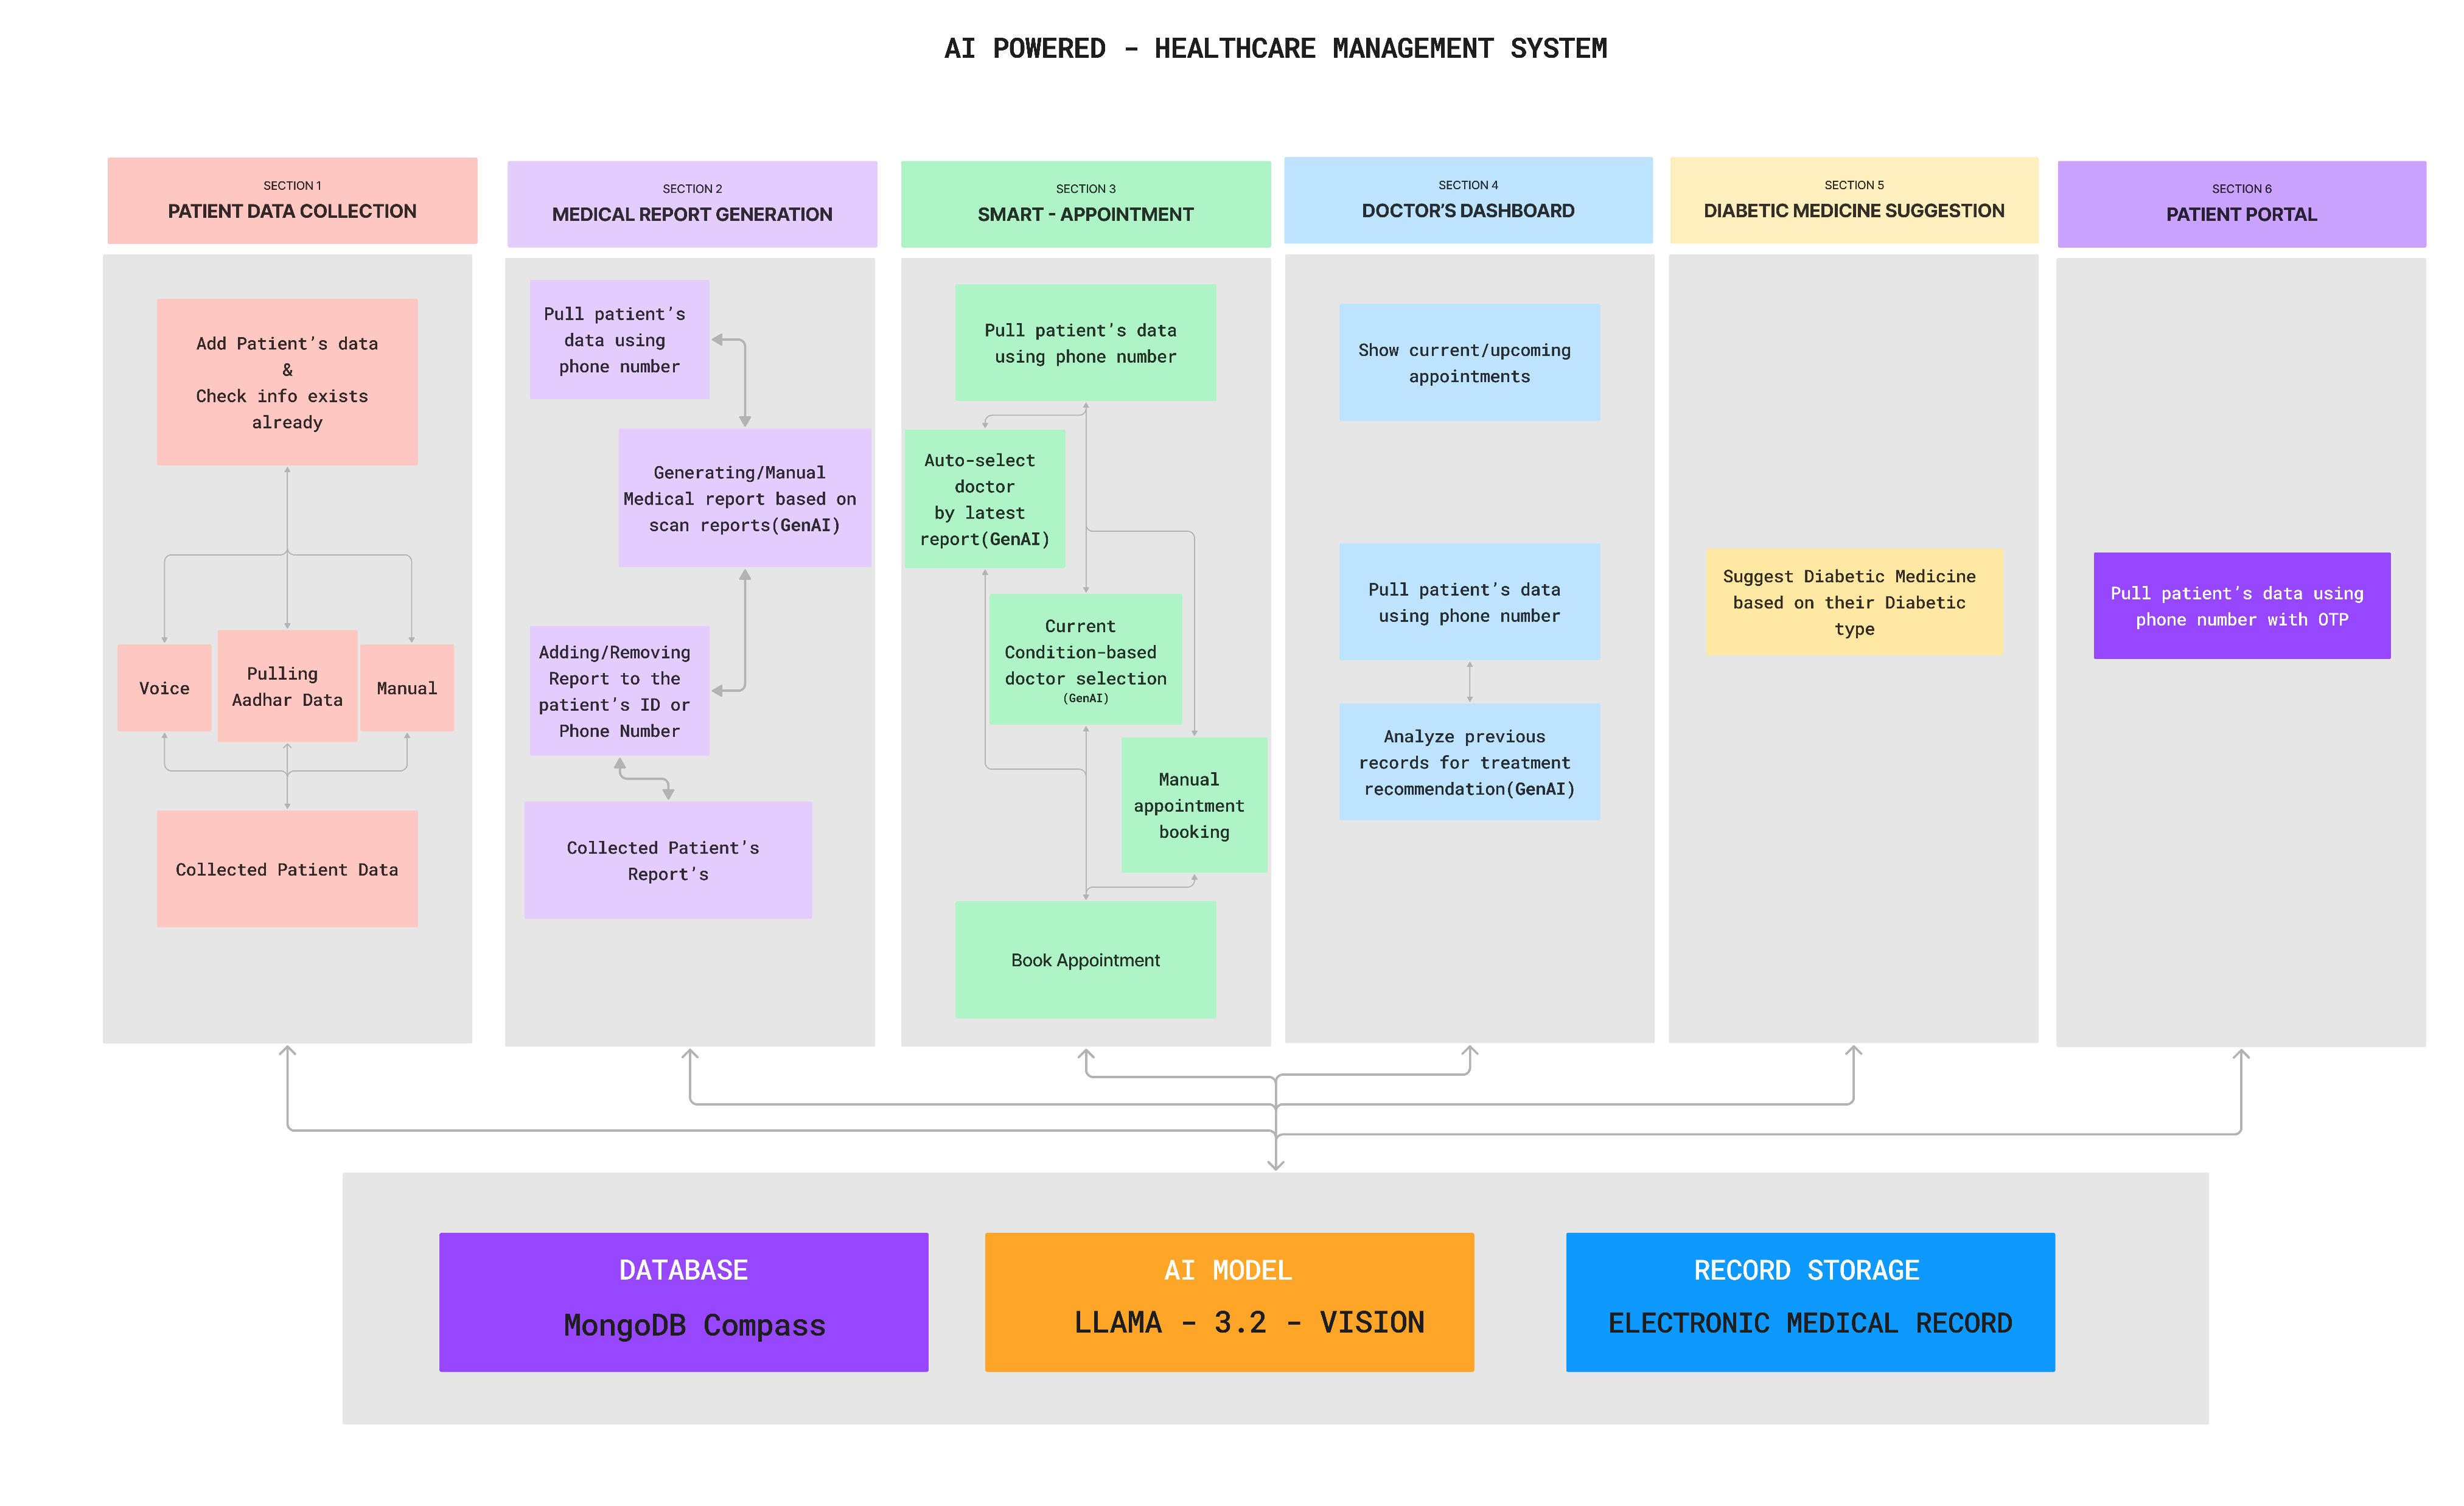 AI POWERED - HEALTHCARE MANAGEMENT SYSTEM
SECTION 1
PATIENT DATA COLLECTION
Add Patient's data
&
Check info exists
already
Voice
Pulling
Aadhar Data
Manual
Collected Patient Data
SECTION 2
MEDICAL REPORT GENERATION
Pull patient's
data using
phone number
Generating/Manual
Medical report based on
scan reports(GenAI)
Adding/Removing
Report to the
patient's ID or
Phone Number
Collected Patient's
Report's
SECTION 3
SMART - APPOINTMENT
Pull patient's data
using phone number
Auto-select
doctor
by latest
report(GenAI)
Current
Condition-based
doctor selection
(GenAI)
Manual
appointment
booking
Book Appointment
SECTION 4
DOCTOR’S DASHBOARD
Show current/upcoming
appointments
Pull patient's data
using phone number
Analyze previous
records for treatment
recommendation(GenAI)
SECTION 5
DIABETIC MEDICINE SUGGESTION
Suggest Diabetic Medicine
based on their Diabetic
type
SECTION 6
PATIENT PORTAL
Pull patient's data using
phone number with OTP
DATABASE
MongoDB Compass
AI MODEL
LLAMA - 3.2 - VISION
RECORD STORAGE
ELECTRONIC MEDICAL RECORD